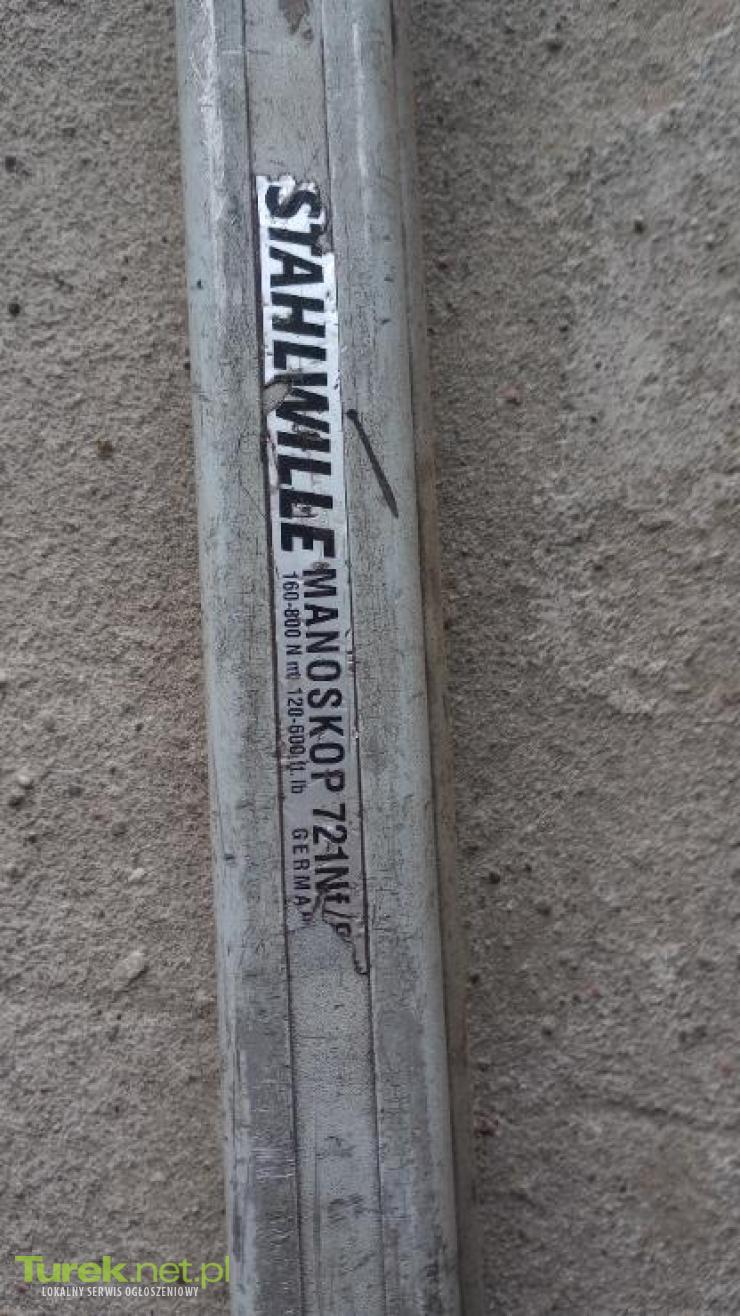 STAHLWILLE
MANOSKOP 721Nf/
160-800 N m 120-600 ft. lb
GERMA
Turek.net.pl
LOKALNY SERWIS OGŁOSZENIOWY